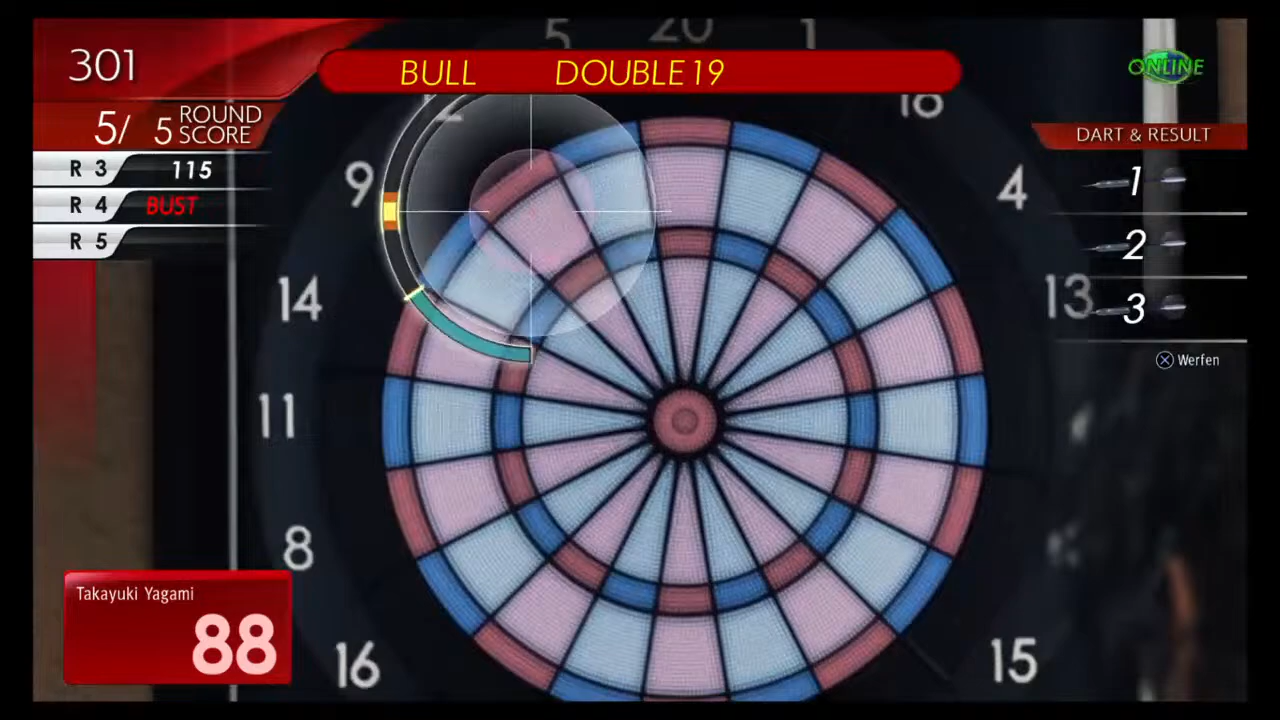 301
BULL DOUBLE 19
ONLINE
5/ 5 ROUND SCORE
R 3 115
R 4 BUST
R 5
DART & RESULT
1
2
3
Werfen
5 20 1
12 18
9 4
14 13
11
8
16 15
Takayuki Yagami
88